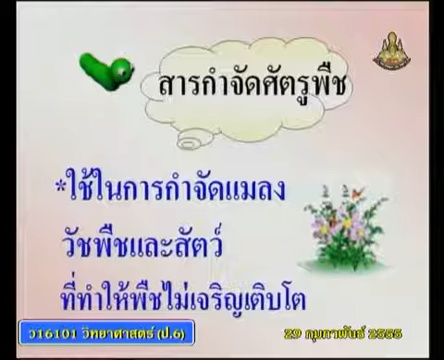 สารกำจัดศัตรูพืช
*ใช้ในการกำจัดแมลง
วัชพืชและสัตว์
ที่ทำให้พืชไม่เจริญเติบโต
ว16101 วิทยาศาสตร์ (ป.6)
29 กุมภาพันธ์ 2555